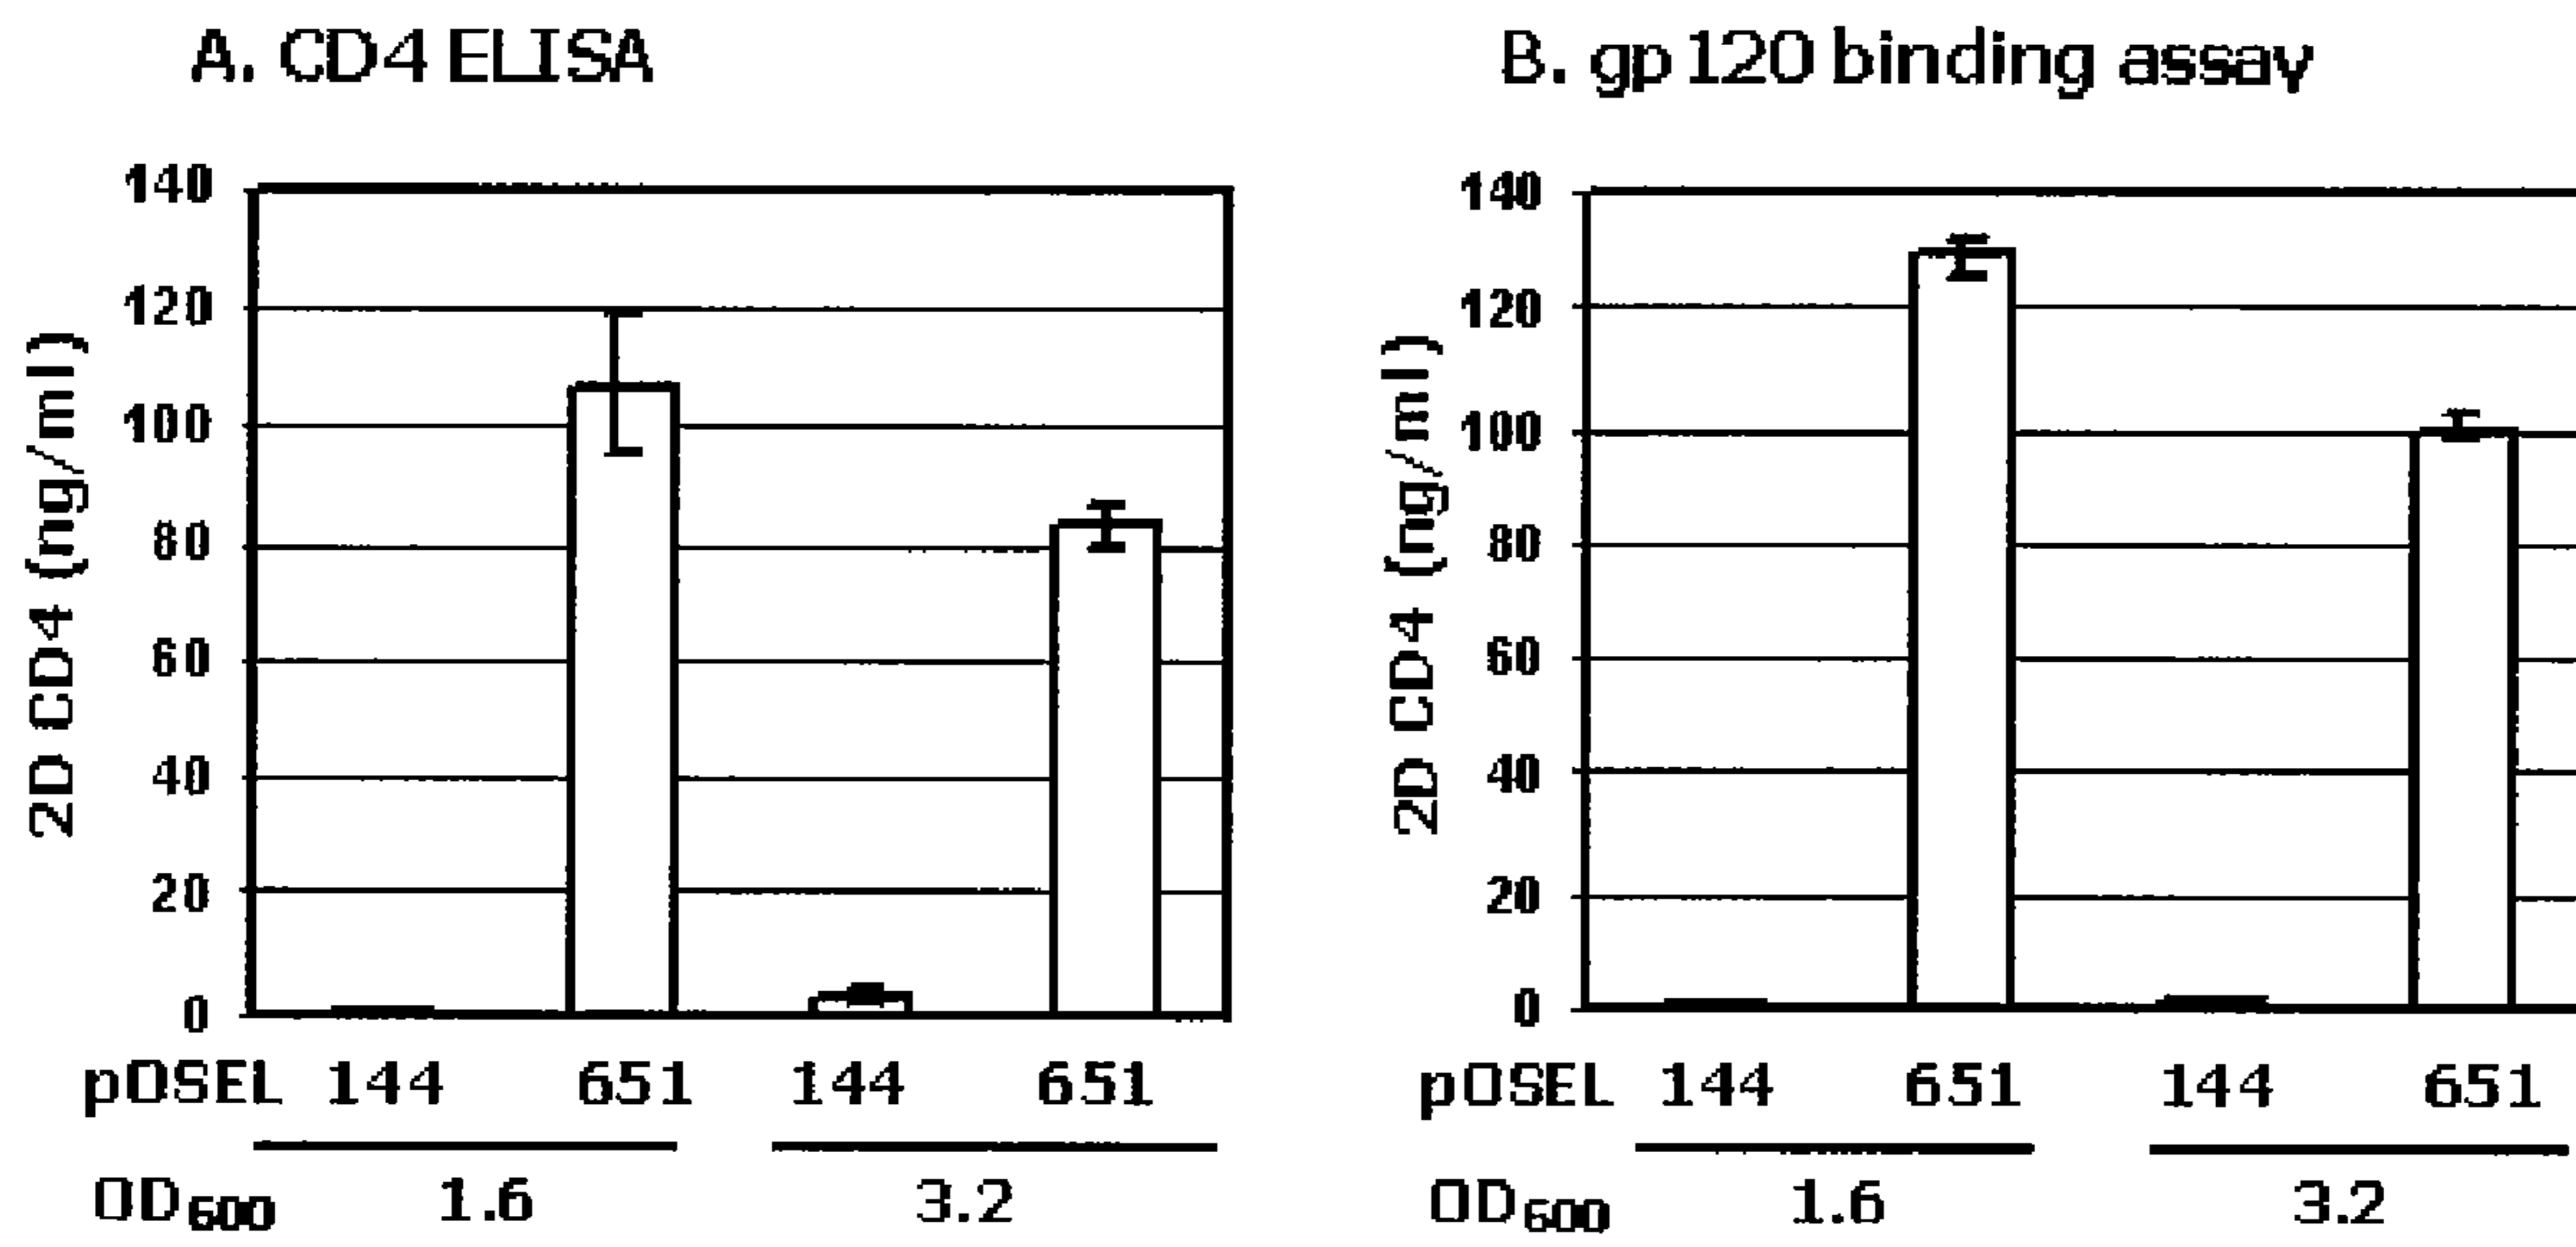 A. CD4 ELISA
2D CD4 (ng/ml)
140
120
100
80
60
40
20
0
pOSEL 144 651 144 651
OD600 1.6 3.2
B. gp120 binding assay
2D CD4 (ng/ml)
140
120
100
80
60
40
20
0
pOSEL 144 651 144 651
OD600 1.6 3.2